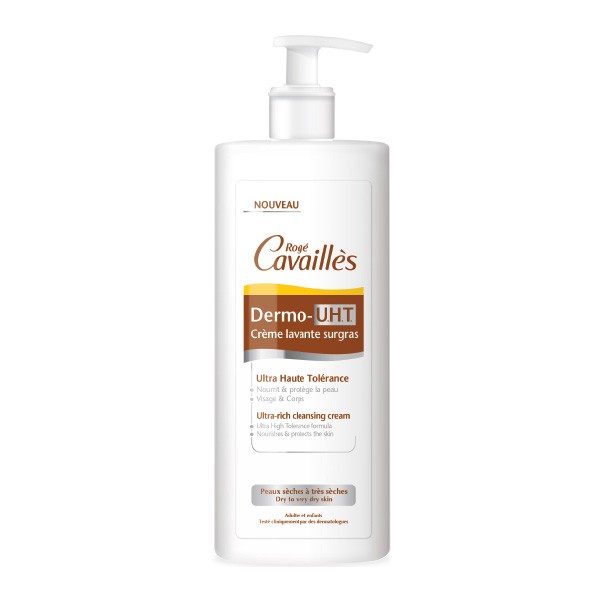 NOUVEAU
Rogé
Cavaillès
Dermo-U.H.T.
Crème lavante surgras
Ultra Haute Tolérance
Nourrit & protège la peau
Visage & Corps
Ultra-rich cleansing cream
Ultra High Tolerance formula
Nourishes & protects the skin
Peaux sèches à très sèches
Dry to very dry skin
Adultes et enfants
Testé cliniquement par des dermatologues